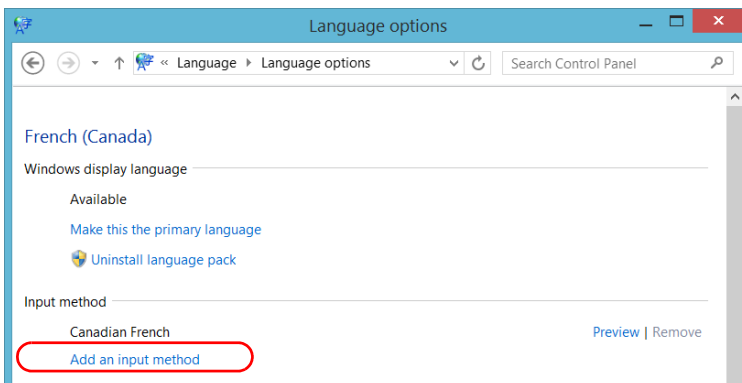 Language options
« Language Language options Search Control Panel
French (Canada)
Windows display language
Available
Make this the primary language
Uninstall language pack
Input method
Canadian French Preview | Remove
Add an input method